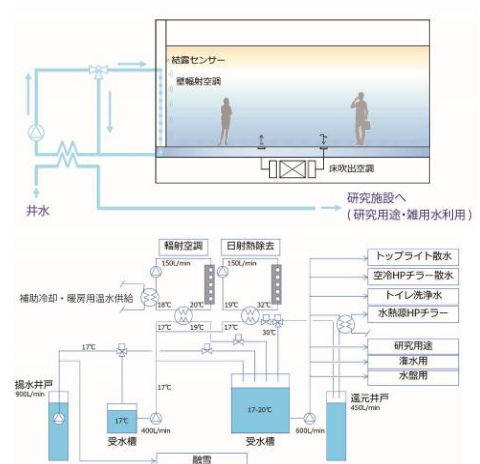 結露センサー
壁輻射空調
床吹出空調
井水
研究施設へ
(研究用途・雑用水利用)
輻射空調
日射熱除去
150L/min
150L/min
トップライト散水
空冷HPチラー散水
トイレ洗浄水
水熱源HPチラー
研究用途
潅水用
水盤用
補助冷却・暖房用温水供給
18℃
20℃
19℃
32℃
17℃
19℃
17℃
30℃
17℃
17℃
揚水井戸
900L/min
17℃
400L/min
受水槽
17-20℃
受水槽
600L/min
還元井戸
450L/min
融雪